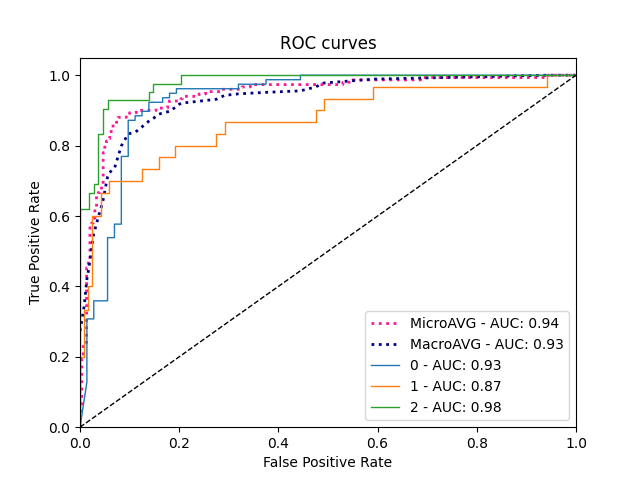 ROC curves
True Positive Rate
1.0
0.8
0.6
0.4
0.2
0.0
MicroAVG - AUC: 0.94
MacroAVG - AUC: 0.93
0 - AUC: 0.93
1 - AUC: 0.87
2 - AUC: 0.98
0.0 0.2 0.4 0.6 0.8 1.0
False Positive Rate